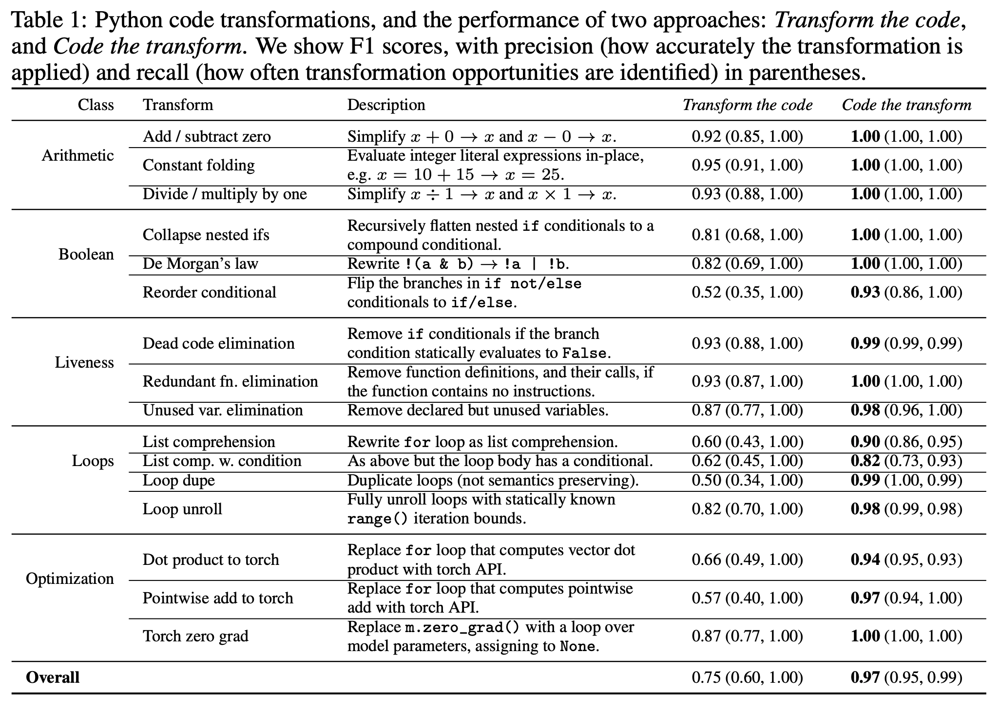 Table 1: Python code transformations, and the performance of two approaches: Transform the code,
and Code the transform. We show F1 scores, with precision (how accurately the transformation is
applied) and recall (how often transformation opportunities are identified) in parentheses.
Class Transform Description Transform the code Code the transform
Arithmetic
Add / subtract zero Simplify x + 0 → x and x − 0 → x. 0.92 (0.85, 1.00) 1.00 (1.00, 1.00)
Constant folding Evaluate integer literal expressions in-place,
e.g. x = 10 + 15 → x = 25. 0.95 (0.91, 1.00) 1.00 (1.00, 1.00)
Divide / multiply by one Simplify x ÷ 1 → x and x × 1 → x. 0.93 (0.88, 1.00) 1.00 (1.00, 1.00)
Boolean
Collapse nested ifs Recursively flatten nested if conditionals to a
compound conditional. 0.81 (0.68, 1.00) 1.00 (1.00, 1.00)
De Morgan's law Rewrite !(a & b) → !a | !b. 0.82 (0.69, 1.00) 1.00 (1.00, 1.00)
Reorder conditional Flip the branches in if not/else
conditionals to if/else. 0.52 (0.35, 1.00) 0.93 (0.86, 1.00)
Liveness
Dead code elimination Remove if conditionals if the branch
condition statically evaluates to False. 0.93 (0.88, 1.00) 0.99 (0.99, 0.99)
Redundant fn. elimination Remove function definitions, and their calls, if
the function contains no instructions. 0.93 (0.87, 1.00) 1.00 (1.00, 1.00)
Unused var. elimination Remove declared but unused variables. 0.87 (0.77, 1.00) 0.98 (0.96, 1.00)
Loops
List comprehension Rewrite for loop as list comprehension. 0.60 (0.43, 1.00) 0.90 (0.86, 0.95)
List comp. w. condition As above but the loop body has a conditional. 0.62 (0.45, 1.00) 0.82 (0.73, 0.93)
Loop dupe Duplicate loops (not semantics preserving). 0.50 (0.34, 1.00) 0.99 (1.00, 0.99)
Loop unroll Fully unroll loops with statically known
range() iteration bounds. 0.82 (0.70, 1.00) 0.98 (0.99, 0.98)
Optimization
Dot product to torch Replace for loop that computes vector dot
product with torch API. 0.66 (0.49, 1.00) 0.94 (0.95, 0.93)
Pointwise add to torch Replace for loop that computes pointwise
add with torch API. 0.57 (0.40, 1.00) 0.97 (0.94, 1.00)
Torch zero grad Replace m.zero_grad() with a loop over
model parameters, assigning to None. 0.87 (0.77, 1.00) 1.00 (1.00, 1.00)
Overall 0.75 (0.60, 1.00) 0.97 (0.95, 0.99)